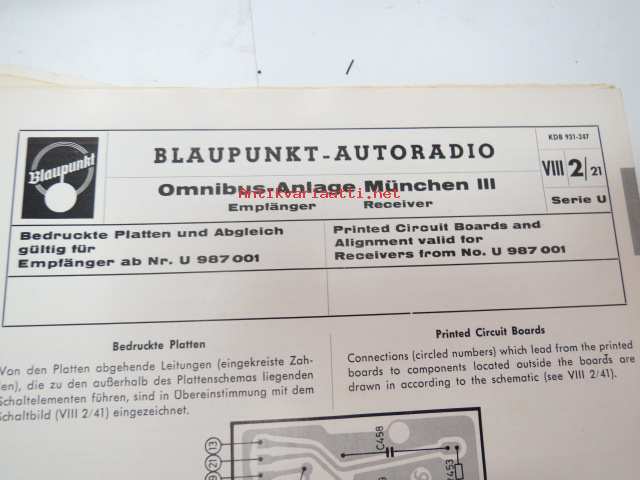 Blaupunkt
BLAUPUNKT-AUTORADIO
Omnibus-Anlage München III
Empfänger Receiver
KDB 931-247
VIII 2/21
Serie U
Antikvariaatti.net
Bedruckte Platten und Abgleich
gültig für
Empfänger ab Nr. U 987 001
Printed Circuit Boards and
Alignment valid for
Receivers from No. U 987 001
Bedruckte Platten
Von den Platten abgehende Leitungen (eingekreiste Zah-
len), die zu den außerhalb des Plattenschemas liegenden
Schaltelementen führen, sind in Übereinstimmung mit dem
Schaltbild (VIII 2/41) eingezeichnet.
Printed Circuit Boards
Connections (circled numbers) which lead from the printed
boards to components located outside the boards are
drawn in according to the schematic (see VIII 2/41).
13
21
C458